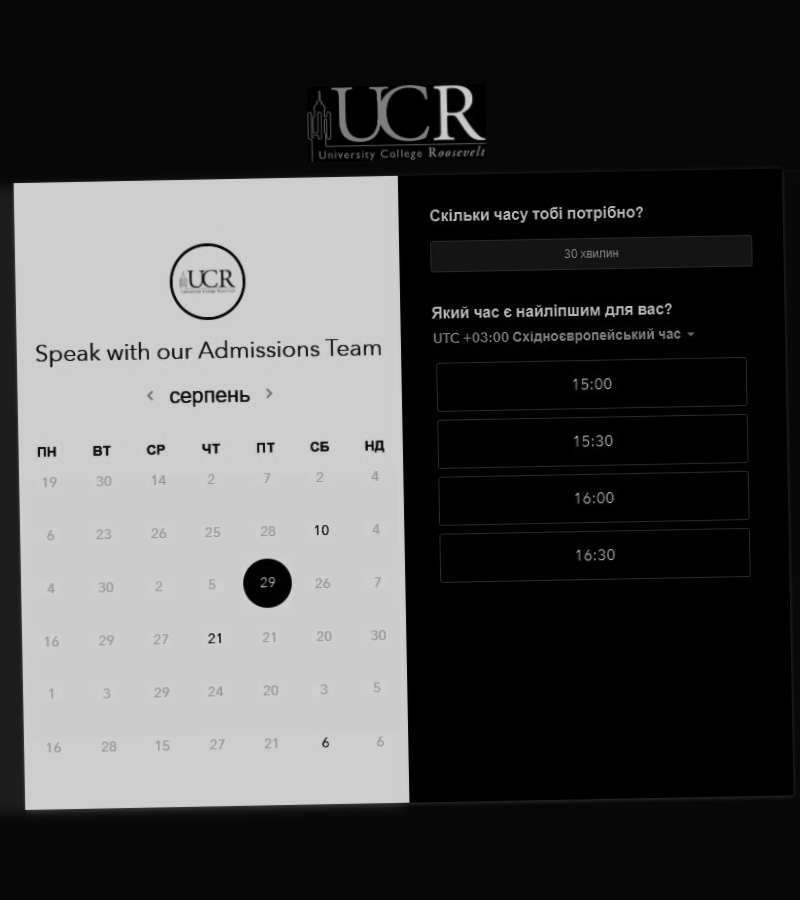 UCR
University College Roosevelt
UCR
University College Roosevelt
Speak with our Admissions Team
серпень
ПН ВТ СР ЧТ ПТ СБ НД
19 30 14 2 7 2 4
6 23 26 25 28 10 4
4 30 2 5 29 26 7
16 29 27 21 21 20 30
1 3 29 24 20 3 5
16 28 15 27 21 6 6
Скільки часу тобі потрібно?
30 хвилин
Який час є найліпшим для вас?
UTC +03:00 Східноєвропейський час
15:00
15:30
16:00
16:30